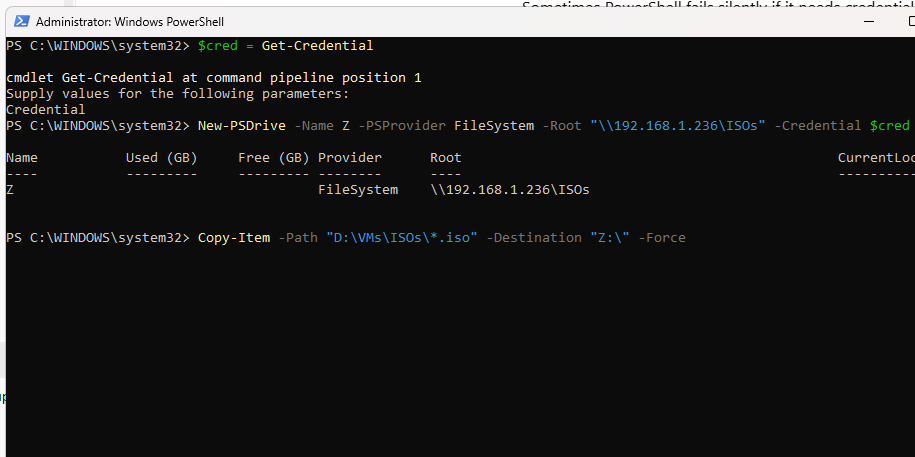 Sometimes PowerShell fails silently if it needs credential
Administrator: Windows PowerShell
PS C:\WINDOWS\system32> $cred = Get-Credential
cmdlet Get-Credential at command pipeline position 1
Supply values for the following parameters:
Credential
PS C:\WINDOWS\system32> New-PSDrive -Name Z -PSProvider FileSystem -Root "\\192.168.1.236\ISOs" -Credential $cred
Name Used (GB) Free (GB) Provider Root CurrentLoc
---- --------- --------- -------- ---- ----------
Z FileSystem \\192.168.1.236\ISOs
PS C:\WINDOWS\system32> Copy-Item -Path "D:\VMs\ISOs\*.iso" -Destination "Z:\" -Force